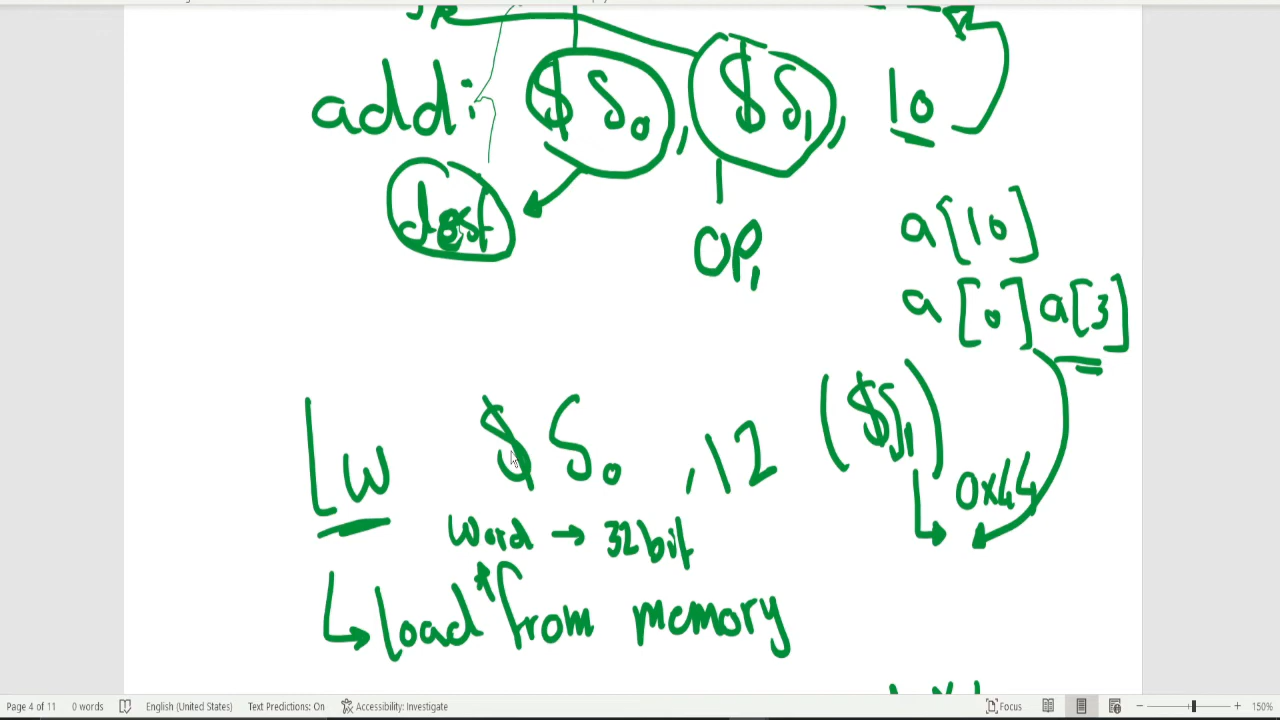 addi $S0, $S1, 10
dest
OP1
a[10]
a[0] a[3]
Lw $S0, 12 ($S1)
0x44
Word → 32bit
Load from memory
Page 4 of 11 0 words English (United States) Text Predictions: On Accessibility: Investigate Focus 150%